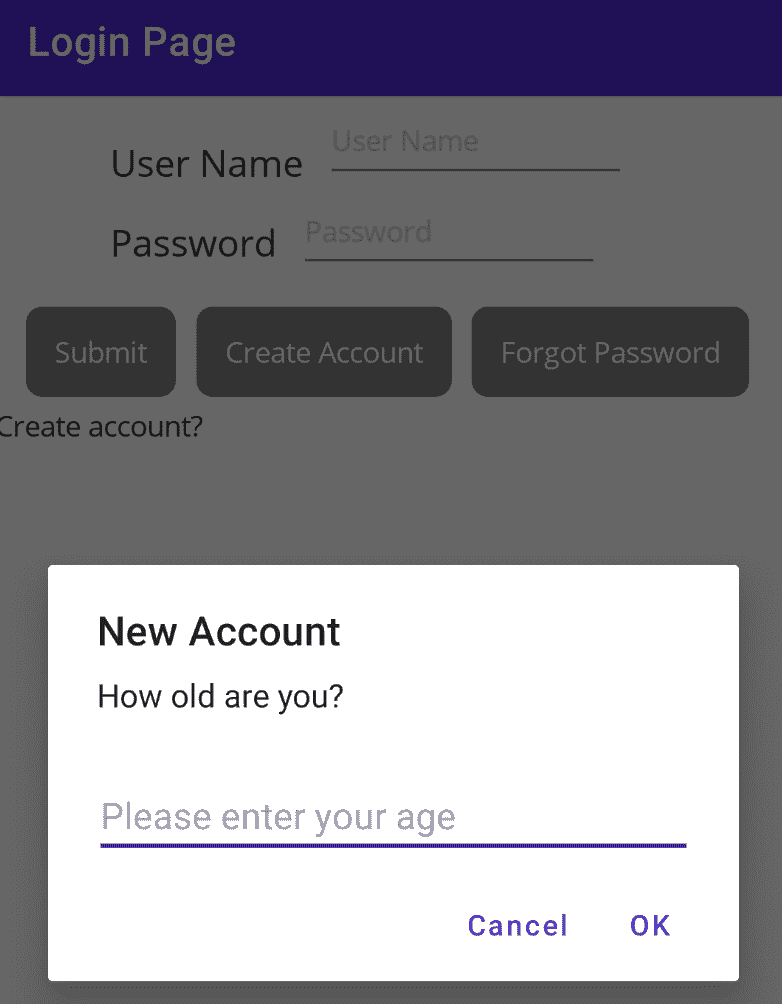 Login Page
User Name User Name
Password Password
Submit Create Account Forgot Password
Create account?
New Account
How old are you?
Please enter your age
Cancel OK